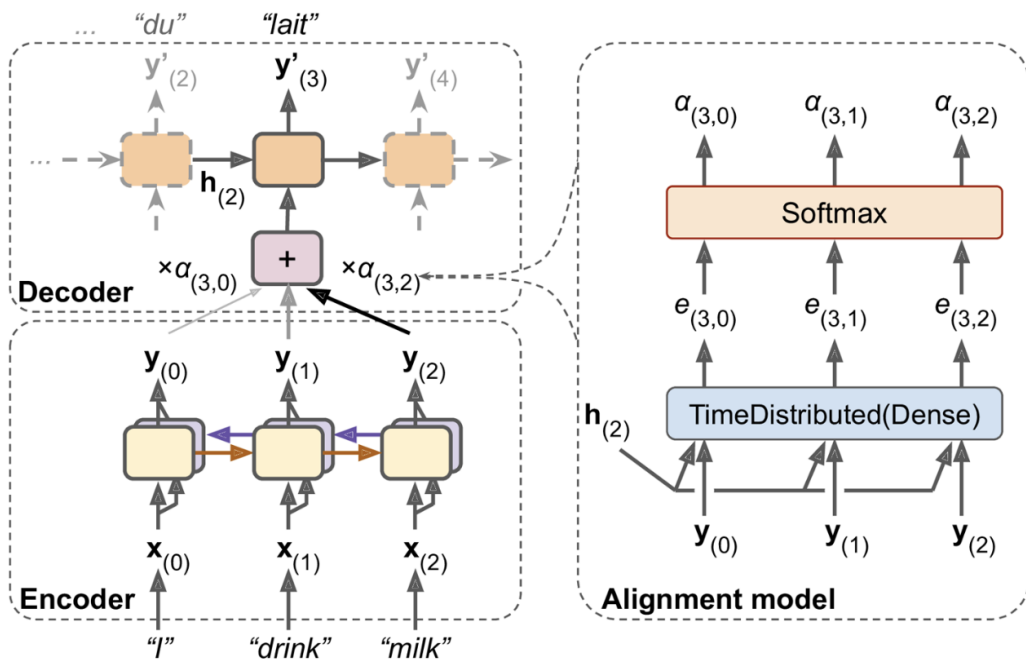 ... “du” “lait”
y’(2) y’(3) y’(4)
...
h(2)
+
×α(3,0) ×α(3,2)
Decoder
y(0) y(1) y(2)
x(0) x(1) x(2)
Encoder
“I” “drink” “milk”
α(3,0) α(3,1) α(3,2)
Softmax
e(3,0) e(3,1) e(3,2)
TimeDistributed(Dense)
h(2)
y(0) y(1) y(2)
Alignment model